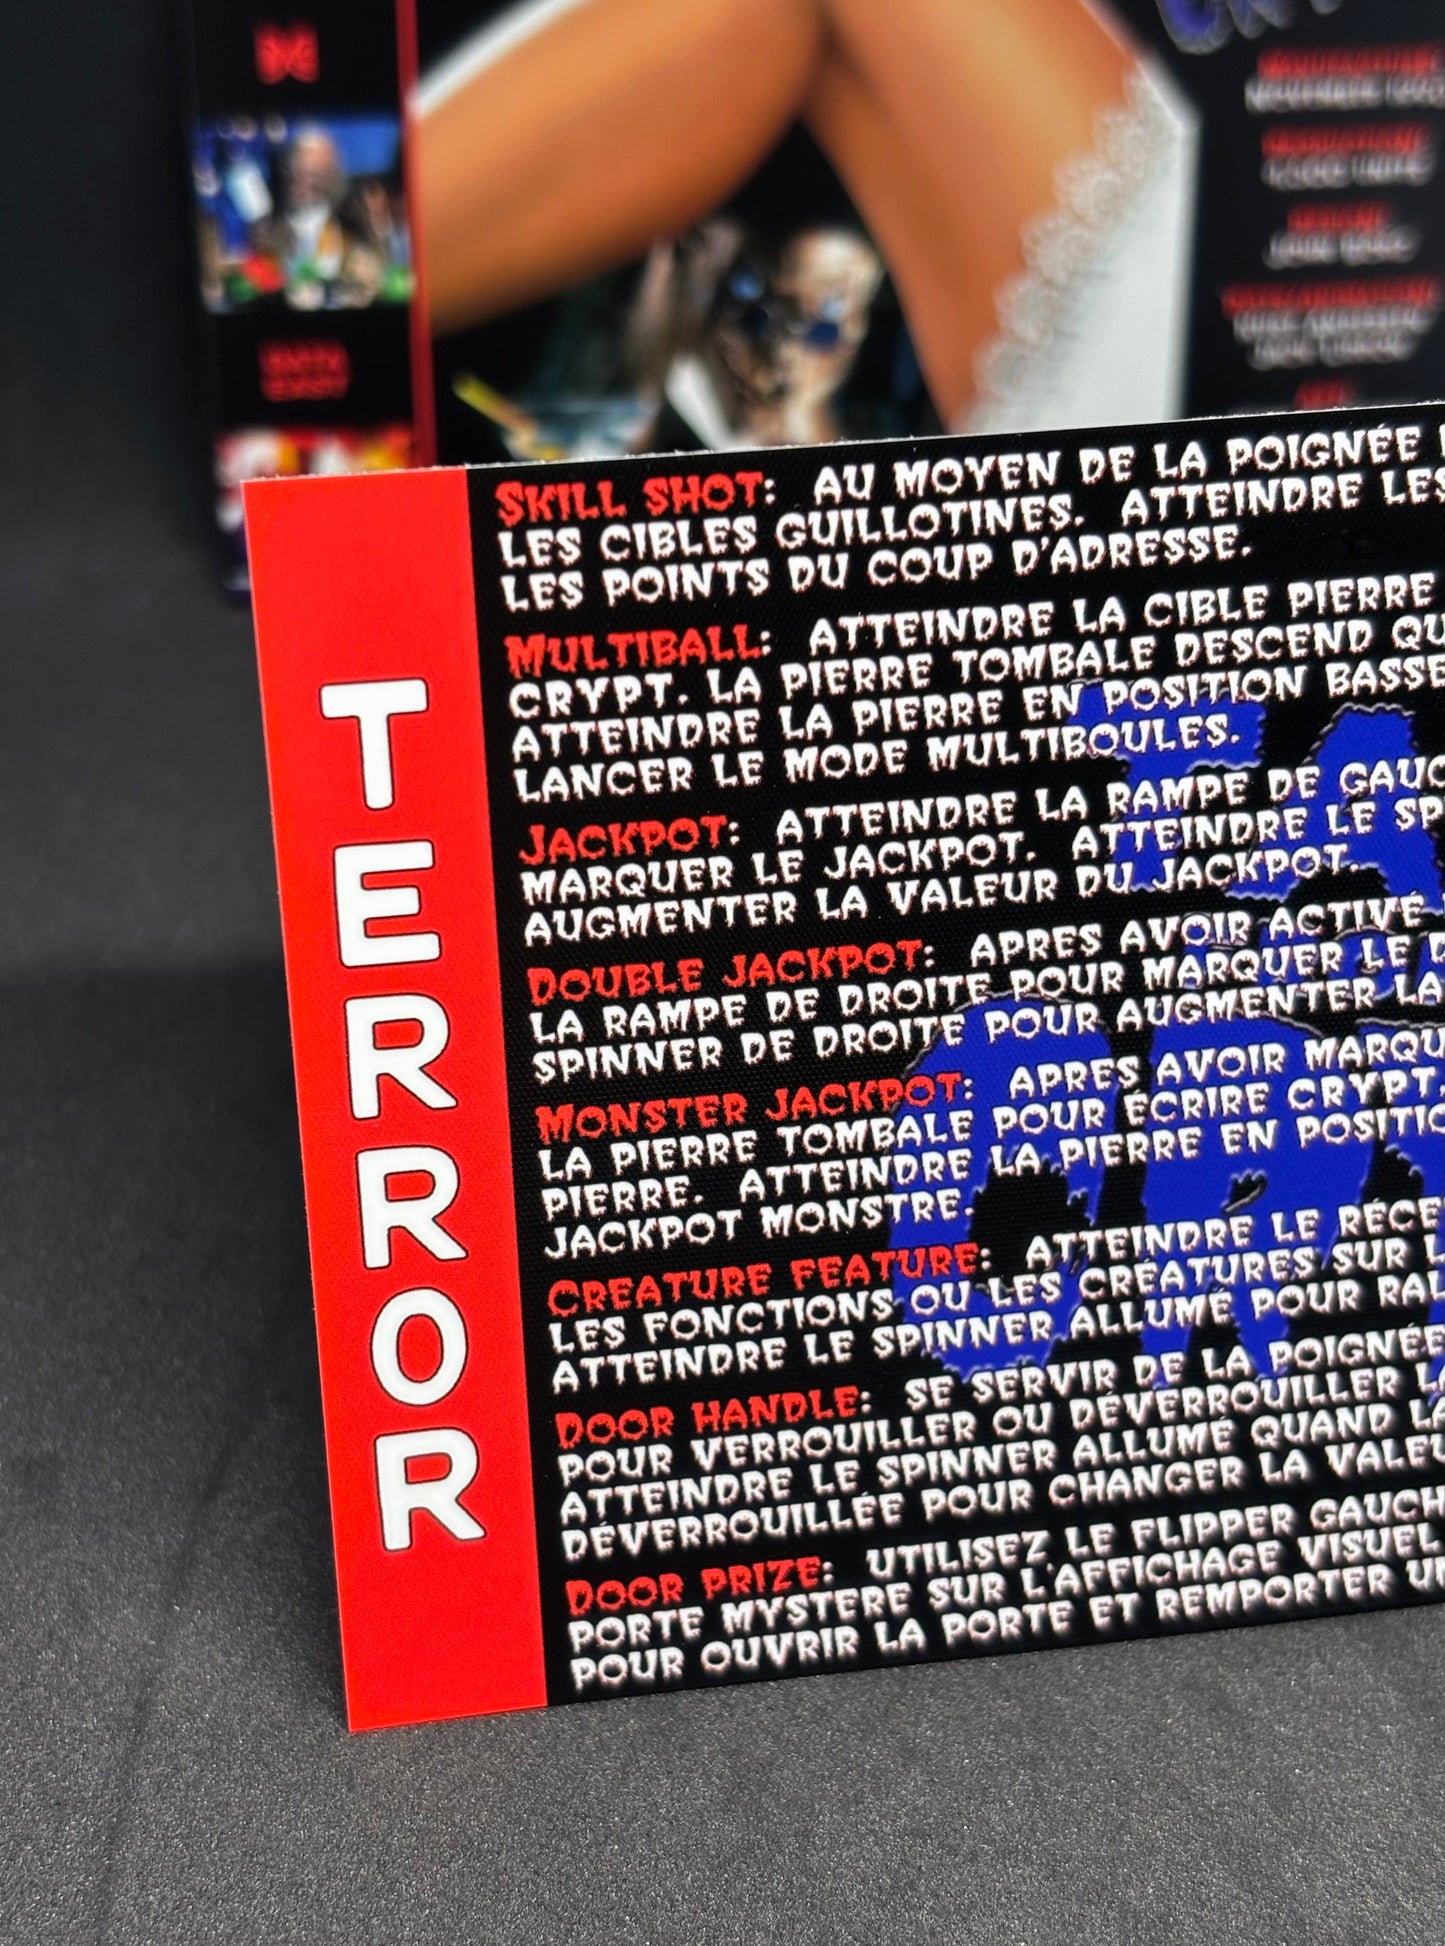 DATA
EAST
TERROR
SKILL SHOT: AU MOYEN DE LA POIGNÉE
LES CIBLES GUILLOTINES. ATTEINDRE LES
LES POINTS DU COUP D'ADRESSE.
MULTIBALL: ATTEINDRE LA CIBLE PIERRE
CRYPT. LA PIERRE TOMBALE DESCEND QU
ATTEINDRE LA PIERRE EN POSITION BASSE
LANCER LE MODE MULTIBOULES.
JACKPOT: ATTEINDRE LA RAMPE DE GAUC
MARQUER LE JACKPOT. ATTEINDRE LE SP
AUGMENTER LA VALEUR DU JACKPOT.
DOUBLE JACKPOT: APRES AVOIR ACTIVÉ
LA RAMPE DE DROITE POUR MARQUER LE D
SPINNER DE DROITE POUR AUGMENTER LA
MONSTER JACKPOT: APRES AVOIR MARQU
LA PIERRE TOMBALE POUR ÉCRIRE CRYPT.
PIERRE. ATTEINDRE LA PIERRE EN POSITIO
JACKPOT MONSTRE.
CREATURE FEATURE: ATTEINDRE LE RÉCE
LES FONCTIONS OU LES CRÉATURES SUR L
ATTEINDRE LE SPINNER ALLUMÉ POUR RAL
DOOR HANDLE: SE SERVIR DE LA POIGNÉE
POUR VERROUILLER OU DÉVERROUILLER L
ATTEINDRE LE SPINNER ALLUMÉ QUAND LA
DÉVERROUILLÉE POUR CHANGER LA VALEU
DOOR PRIZE: UTILISEZ LE FLIPPER GAUCH
PORTE MYSTERE SUR L'AFFICHAGE VISUEL
POUR OUVRIR LA PORTE ET REMPORTER UN